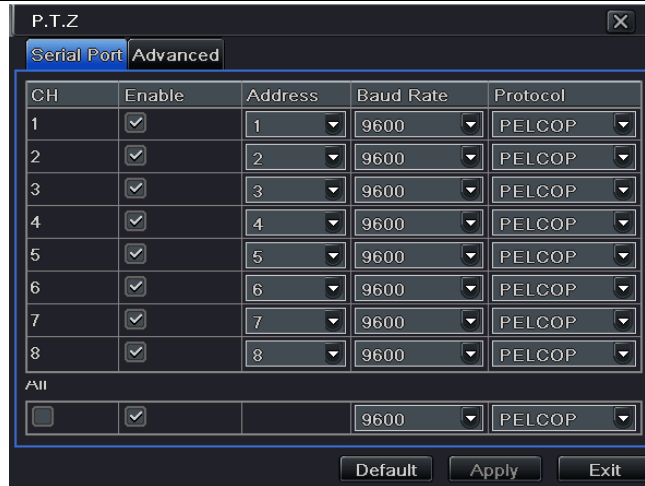 P.T.Z
Serial Port Advanced
CH Enable Address Baud Rate Protocol
1 1 9600 PELCOP
2 2 9600 PELCOP
3 3 9600 PELCOP
4 4 9600 PELCOP
5 5 9600 PELCOP
6 6 9600 PELCOP
7 7 9600 PELCOP
8 8 9600 PELCOP
All
9600 PELCOP
Default Apply Exit